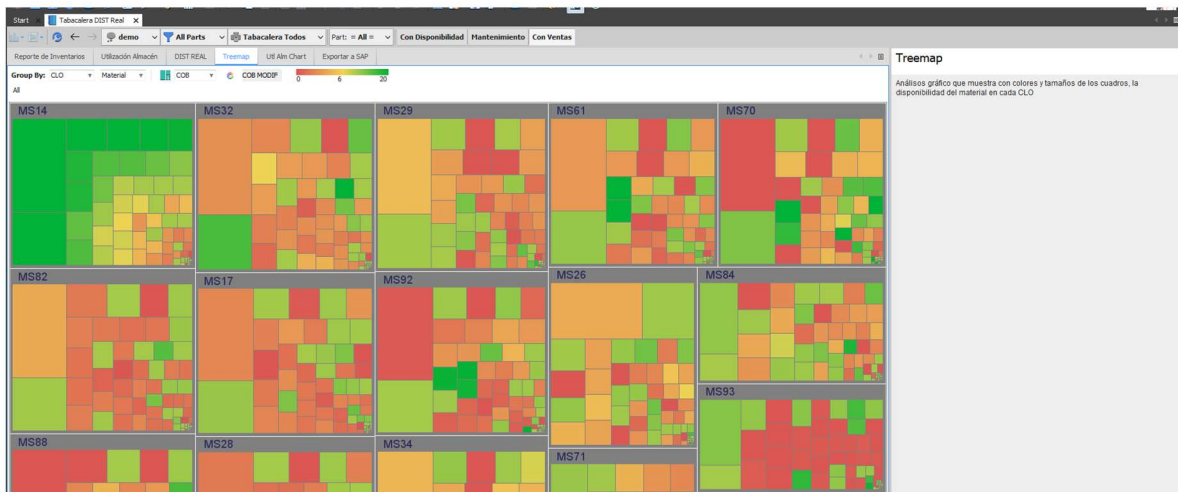 Start
Tabacalera DIST Real
demo
All Parts
Tabacalera Todos
Part: = All =
Con Disponibilidad
Mantenimiento
Con Ventas
Reporte de Inventarios
Utilización Almacén
DIST REAL
Treemap
Utl Alm Chart
Exportar a SAP
Treemap
Group By: CLO
Material
COB
COB MODIF
0 6 20
All
Análisos gráfico que muestra con colores y tamaños de los cuadros, la
disponibilidad del material en cada CLO
MS14
MS32
MS29
MS61
MS70
MS82
MS17
MS92
MS26
MS84
MS93
MS88
MS28
MS34
MS71